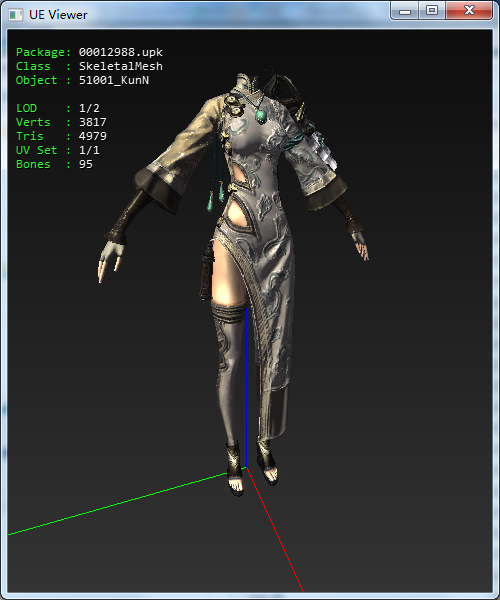 UE Viewer
Package: 00012988.upk
Class : SkeletalMesh
Object : 51001_KunN
LOD : 1/2
Verts : 3817
Tris : 4979
UV Set : 1/1
Bones : 95